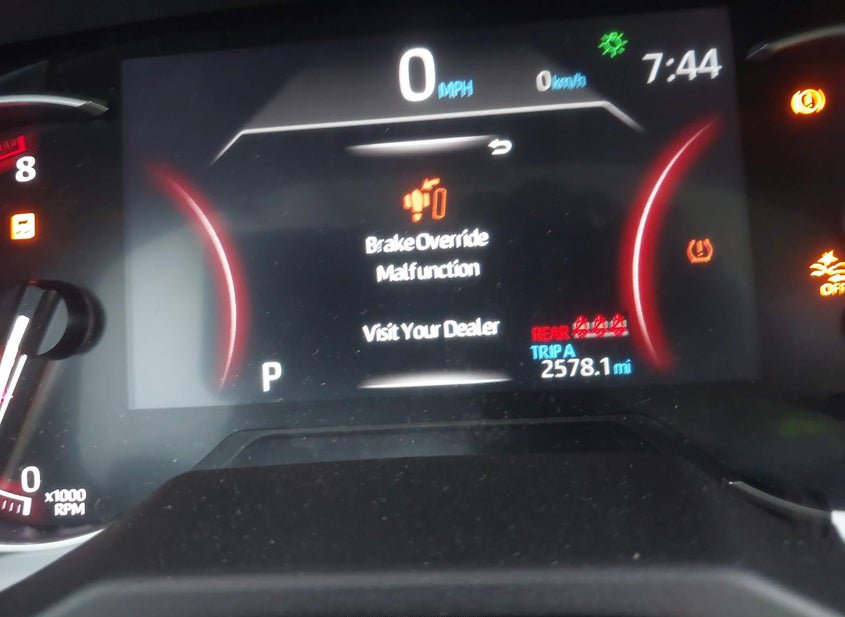 0 MPH
0 km/h
7:44
8
Brake Override
Malfunction
Visit Your Dealer
REAR
TRIP A
P
2578.1 mi
OFF
0
x1000
RPM